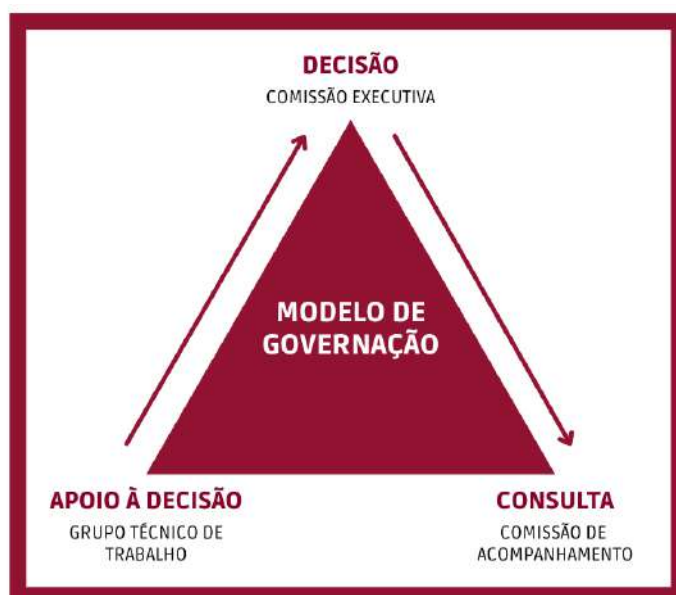 DECISÃO
COMISSÃO EXECUTIVA
MODELO DE
GOVERNAÇÃO
APOIO À DECISÃO
GRUPO TÉCNICO DE
TRABALHO
CONSULTA
COMISSÃO DE
ACOMPANHAMENTO